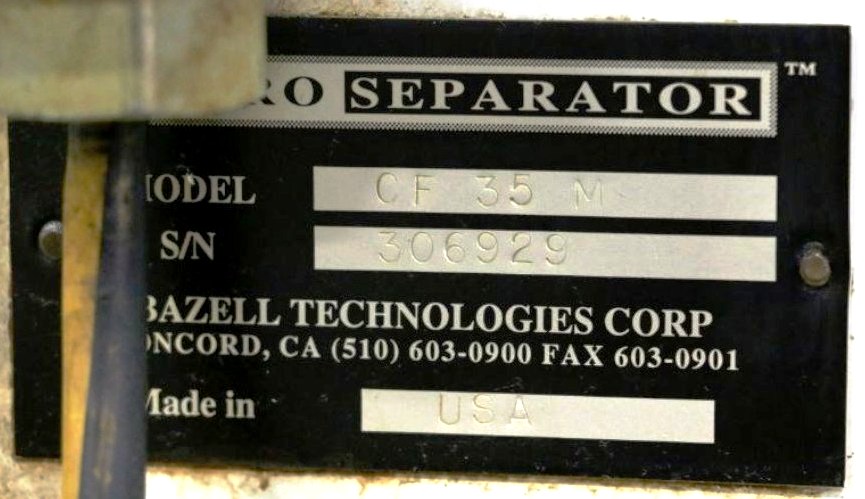 RO SEPARATOR ™
MODEL CF 35 M
S/N 306929
BAZELL TECHNOLOGIES CORP
ONCORD, CA (510) 603-0900 FAX 603-0901
Made in USA